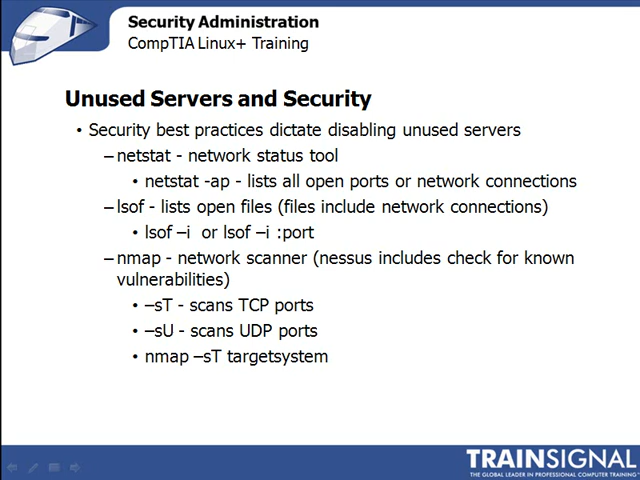 Security Administration
CompTIA Linux+ Training
Unused Servers and Security
• Security best practices dictate disabling unused servers
– netstat - network status tool
• netstat -ap - lists all open ports or network connections
– lsof - lists open files (files include network connections)
• lsof –i  or lsof –i :port
– nmap - network scanner (nessus includes check for known
vulnerabilities)
• –sT - scans TCP ports
• –sU - scans UDP ports
• nmap –sT targetsystem
TRAINSIGNAL
THE GLOBAL LEADER IN PROFESSIONAL COMPUTER TRAINING